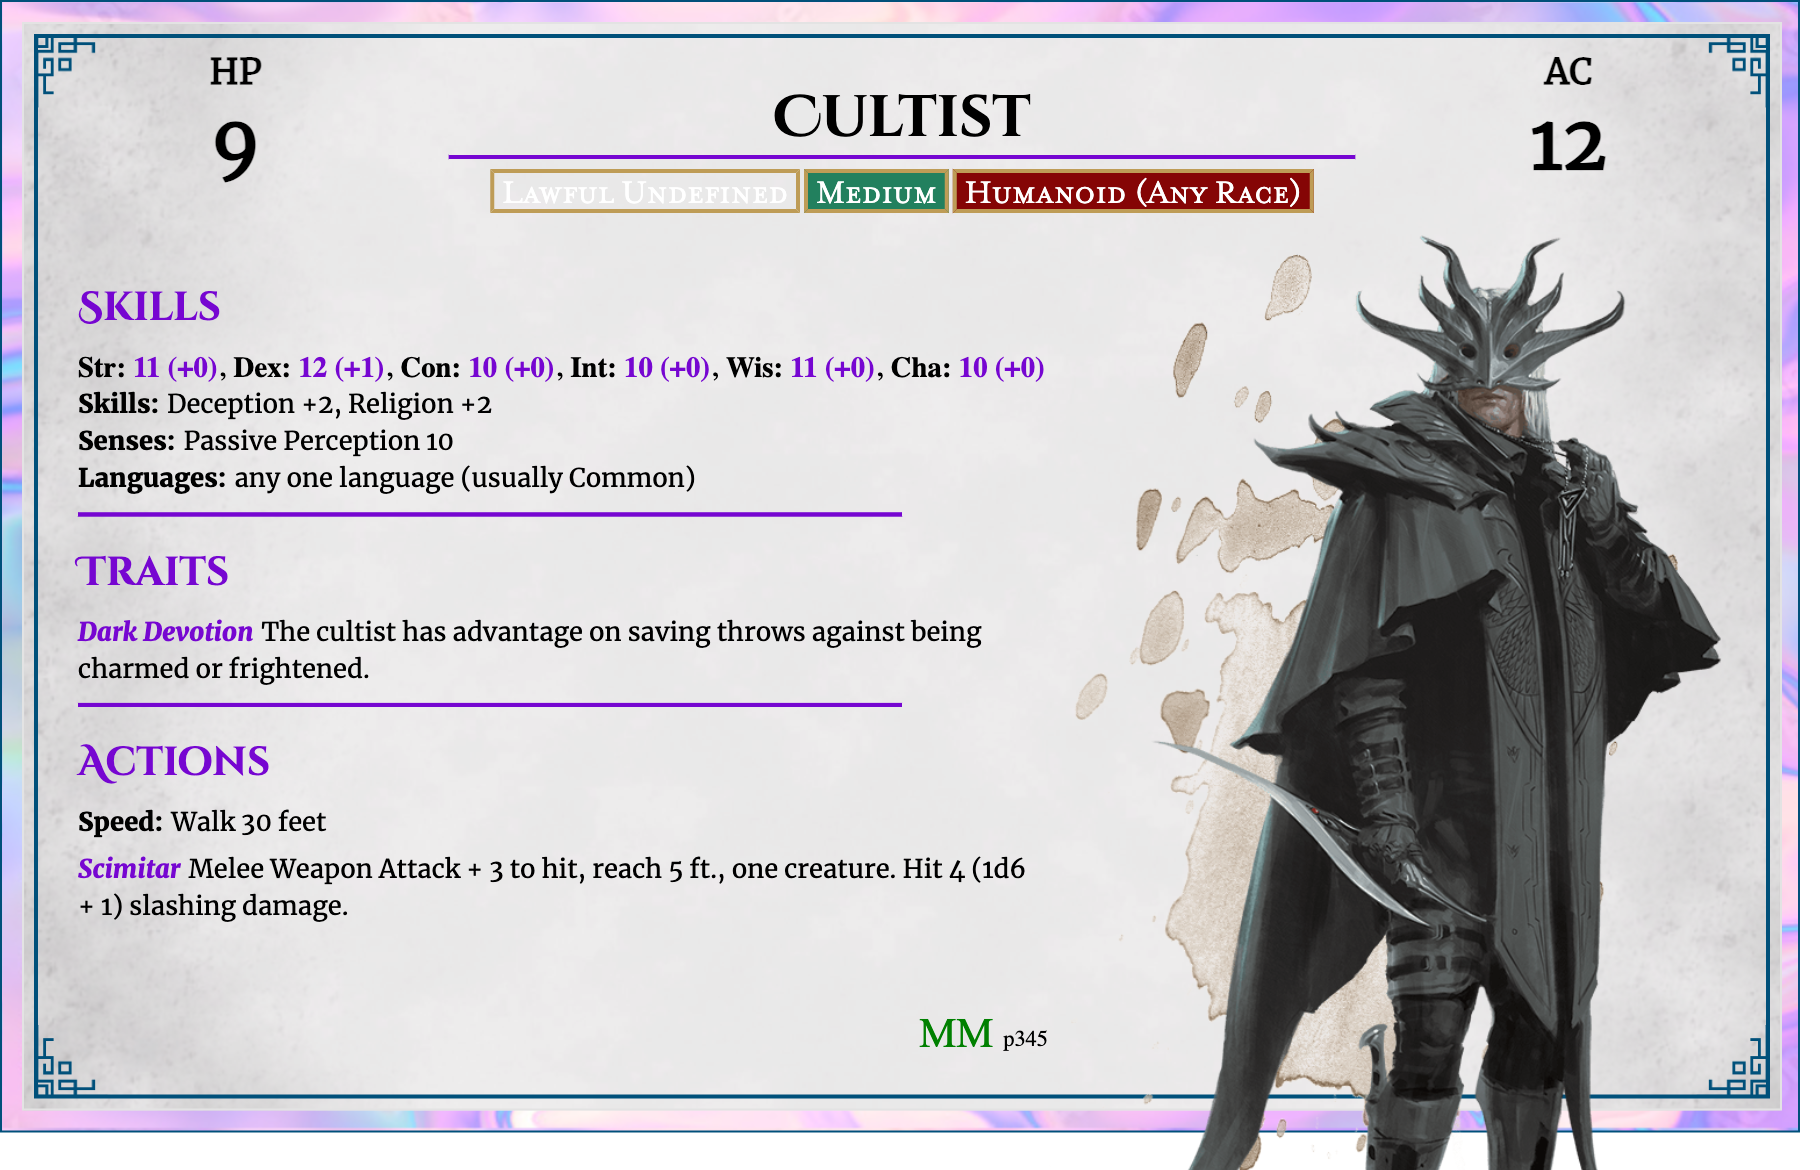 HP
9
Cultist
AC
12
Lawful Undefined Medium Humanoid (Any Race)
Skills
Str: 11 (+0), Dex: 12 (+1), Con: 10 (+0), Int: 10 (+0), Wis: 11 (+0), Cha: 10 (+0)
Skills: Deception +2, Religion +2
Senses: Passive Perception 10
Languages: any one language (usually Common)
Traits
Dark Devotion The cultist has advantage on saving throws against being
charmed or frightened.
Actions
Speed: Walk 30 feet
Scimitar Melee Weapon Attack + 3 to hit, reach 5 ft., one creature. Hit 4 (1d6
+ 1) slashing damage.
MM p345